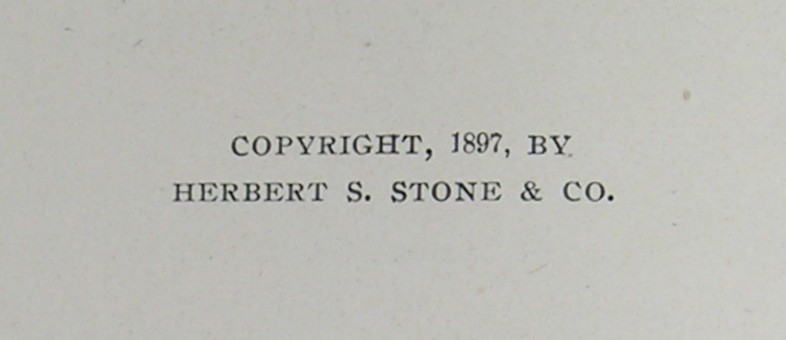 COPYRIGHT, 1897, BY
HERBERT S. STONE & CO.